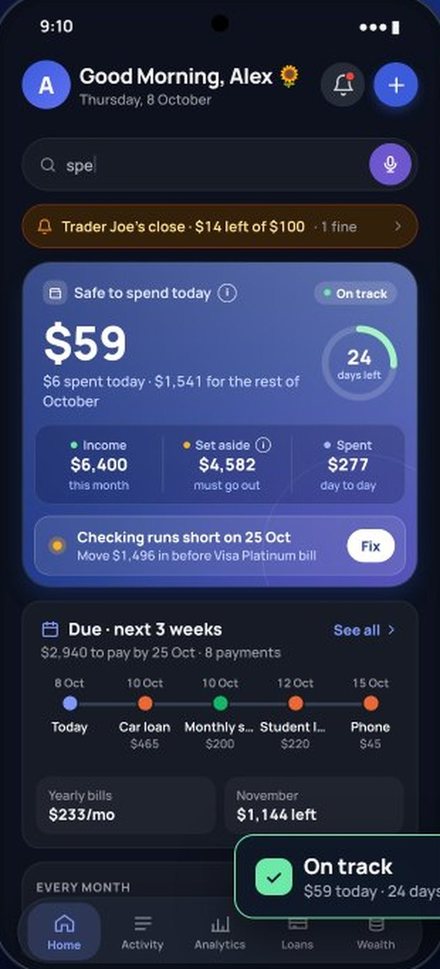 9:10
A
Good Morning, Alex 🌻
Thursday, 8 October
spe
Trader Joe's close · $14 left of $100 · 1 fine
Safe to spend today
On track
$59
$6 spent today · $1,541 for the rest of
October
24
days left
Income
$6,400
this month
Set aside
$4,582
must go out
Spent
$277
day to day
Checking runs short on 25 Oct
Move $1,496 in before Visa Platinum bill
Fix
Due · next 3 weeks
See all
$2,940 to pay by 25 Oct · 8 payments
8 Oct
Today
10 Oct
Car loan
$465
10 Oct
Monthly s...
$200
12 Oct
Student l...
$220
15 Oct
Phone
$45
Yearly bills
$233/mo
November
$1,144 left
On track
$59 today · 24 days
EVERY MONTH
Home
Activity
Analytics
Loans
Wealth